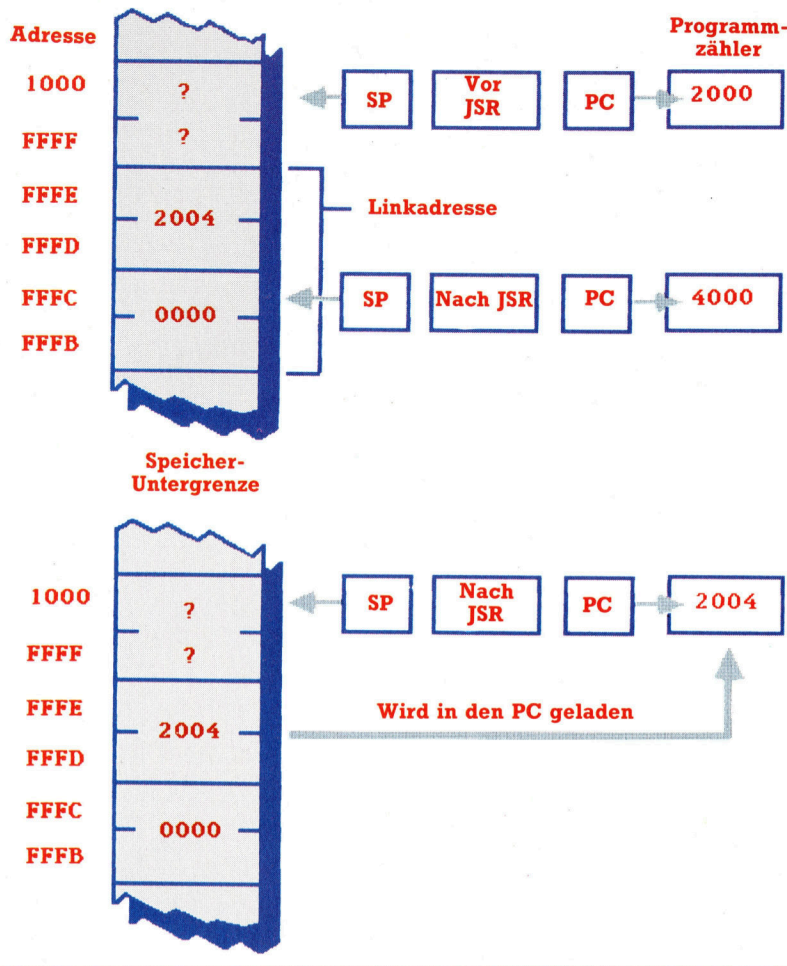 Adresse
Programm-
zähler
1000
?
SP
Vor
JSR
PC
2000
FFFF
?
FFFE
2004
Linkadresse
FFFD
FFFC
0000
SP
Nach JSR
PC
4000
FFFB
Speicher-
Untergrenze
1000
?
SP
Nach
JSR
PC
2004
FFFF
?
FFFE
2004
Wird in den PC geladen
FFFD
FFFC
0000
FFFB